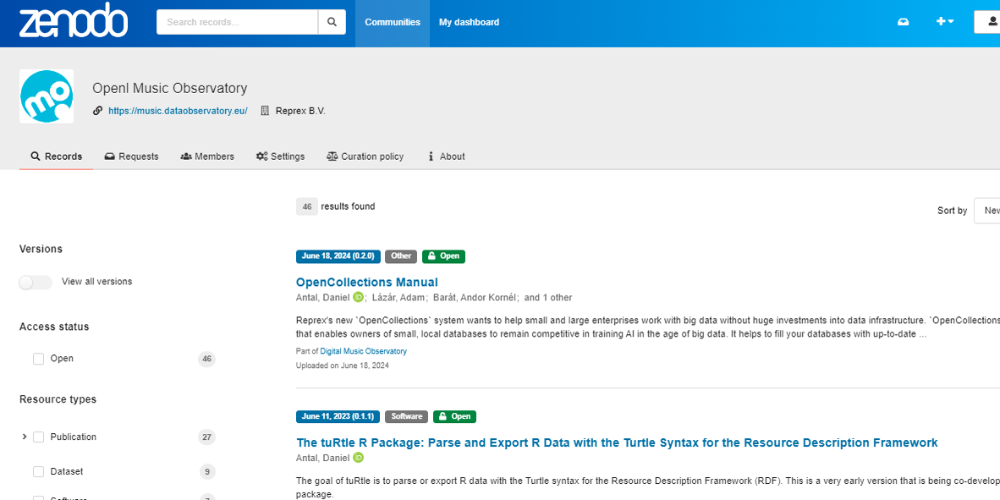 zenodo
Search records...
Communities
My dashboard
mo
OpenI Music Observatory
https://music.dataobservatory.eu/ Reprex B.V.
Records Requests Members Settings Curation policy About
46 results found
Sort by New
Versions
View all versions
Access status
Open 46
Resource types
Publication 27
Dataset 9
Software 7
June 18, 2024 (0.2.0) Other Open
OpenCollections Manual
Antal, Daniel iD; Lázár, Adam; Barát, Andor Kornél; and 1 other
Reprex's new `OpenCollections` system wants to help small and large enterprises work with big data without huge investments into data infrastructure. `OpenCollections
that enables owners of small, local databases to remain competitive in training AI in the age of big data. It helps to fill your databases with up-to-date ...
Part of Digital Music Observatory
Uploaded on June 18, 2024
June 11, 2023 (0.1.1) Software Open
The tuRtle R Package: Parse and Export R Data with the Turtle Syntax for the Resource Description Framework
Antal, Daniel iD
The goal of tuRtle is to parse or export R data with the Turtle syntax for the Resource Description Framework (RDF). This is a very early version that is being co-develop
package.